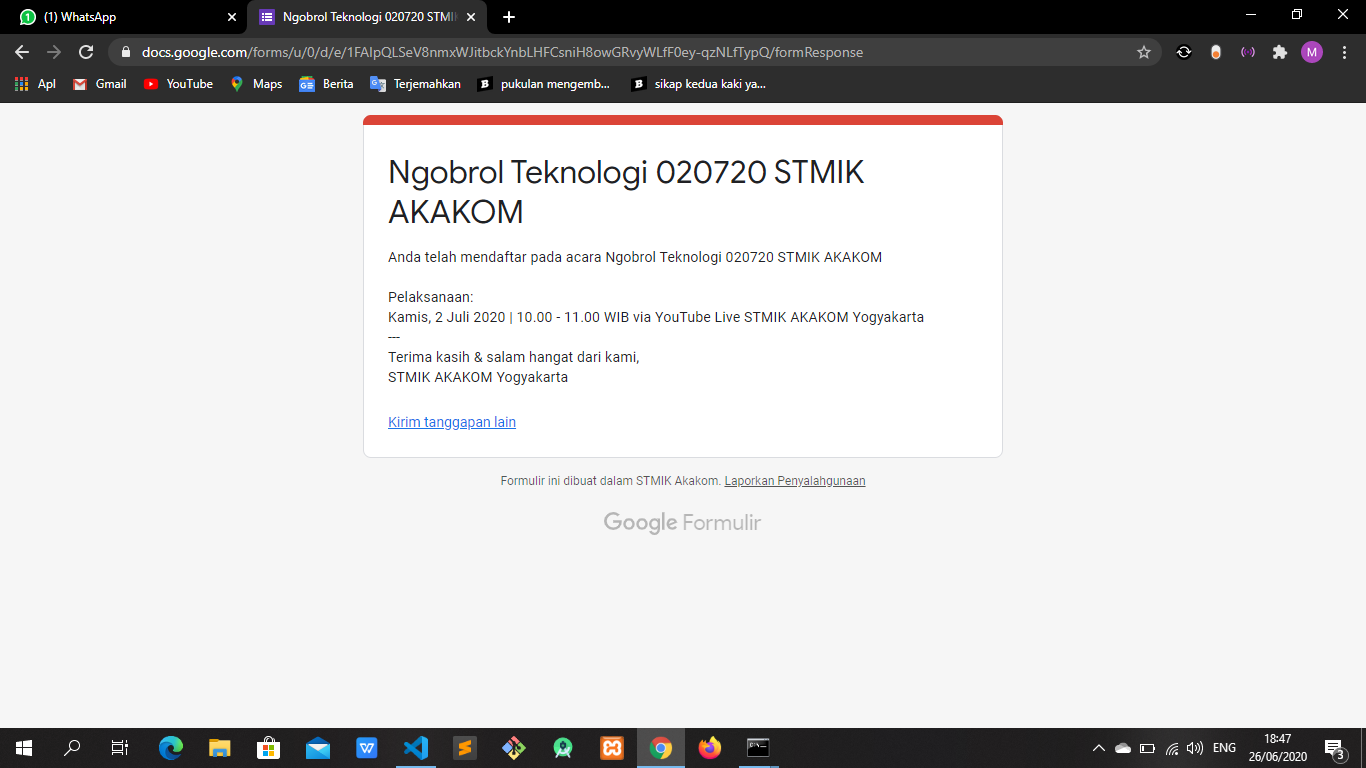 (1) WhatsApp
Ngobrol Teknologi 020720 STMI
docs.google.com/forms/u/0/d/e/1FAIpQLSeV8nmxWJitbckYnbLHFCsniH8owGRvyWLfF0ey-qzNLfTypQ/formResponse
M
Apl
Gmail
YouTube
Maps
Berita
Terjemahkan
pukulan mengemb...
sikap kedua kaki ya...
Ngobrol Teknologi 020720 STMIK
AKAKOM
Anda telah mendaftar pada acara Ngobrol Teknologi 020720 STMIK AKAKOM
Pelaksanaan:
Kamis, 2 Juli 2020 | 10.00 - 11.00 WIB via YouTube Live STMIK AKAKOM Yogyakarta
---
Terima kasih & salam hangat dari kami,
STMIK AKAKOM Yogyakarta
Kirim tanggapan lain
Formulir ini dibuat dalam STMIK Akakom. Laporkan Penyalahgunaan
Google Formulir
ENG
18:47
26/06/2020
3